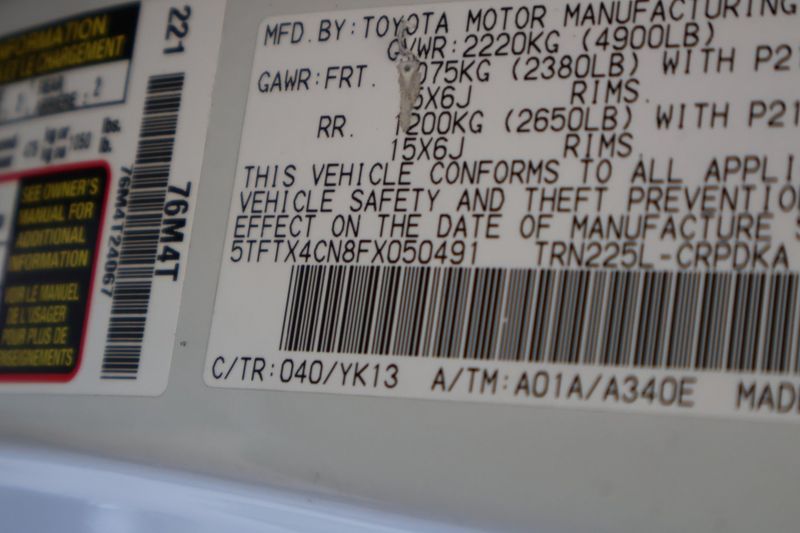 INFORMATION
221
76M4T
76M4T24067
SEE OWNER'S
MANUAL FOR
ADDITIONAL
INFORMATION
VOIR LE MANUEL
DE L'USAGER
POUR PLUS DE
MFD. BY: TOYOTA MOTOR MANUFACTURING
GVWR: 2220KG (4900LB)
GAWR: FRT. 1075KG (2380LB) WITH P2
15X6J RIMS.
RR. 1200KG (2650LB) WITH P21
15X6J RIMS.
THIS VEHICLE CONFORMS TO ALL APPLI
VEHICLE SAFETY AND THEFT PREVENTIO
EFFECT ON THE DATE OF MANUFACTURE S
5TFTX4CN8FX050491 TRN225L-CRPDKA
C/TR: 040/YK13 A/TM: A01A/A340E MADE